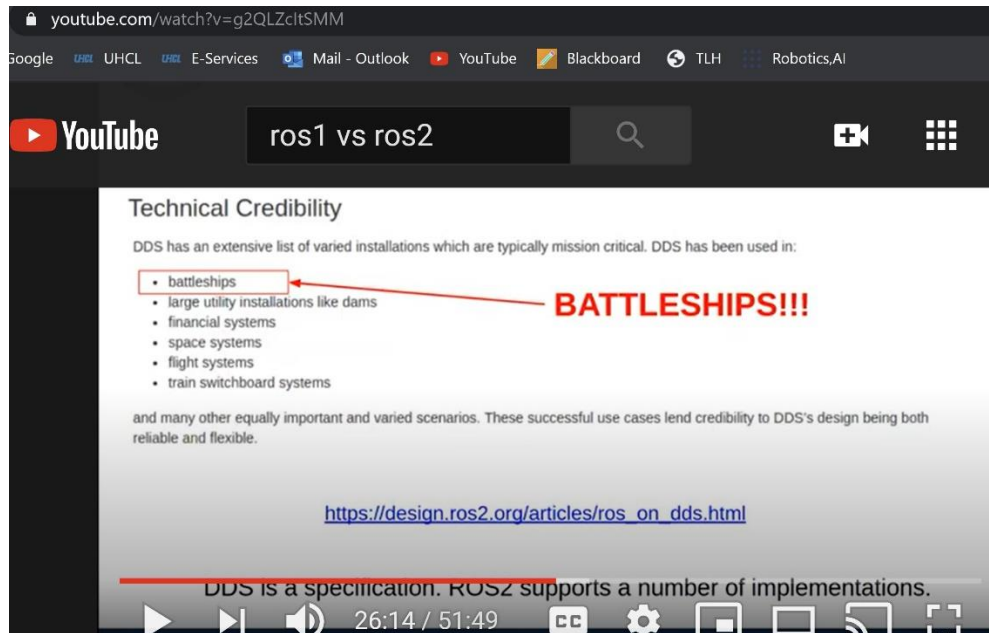 youtube.com/watch?v=g2QLZcItSMM
Google UHCL UHCL UHCL E-Services Mail - Outlook YouTube Blackboard TLH Robotics,AI
YouTube ros1 vs ros2
Technical Credibility
DDS has an extensive list of varied installations which are typically mission critical. DDS has been used in:
• battleships
BATTLESHIPS!!!
• large utility installations like dams
• financial systems
• space systems
• flight systems
• train switchboard systems
and many other equally important and varied scenarios. These successful use cases lend credibility to DDS's design being both
reliable and flexible.
https://design.ros2.org/articles/ros_on_dds.html
DDS is a specification. ROS2 supports a number of implementations.
26:14 / 51:49 CC